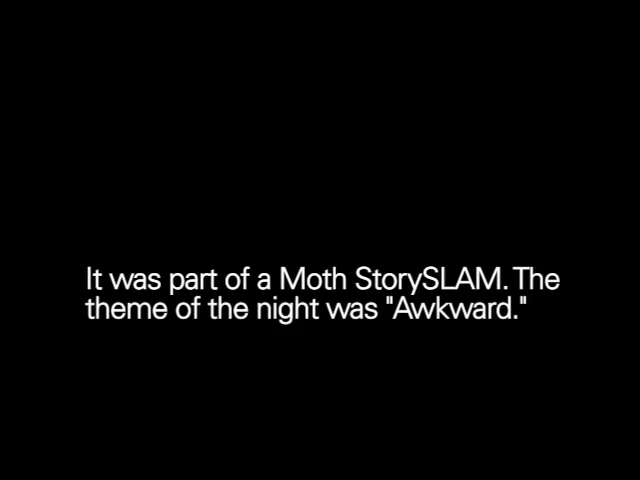 It was part of a Moth StorySLAM. The
theme of the night was "Awkward."